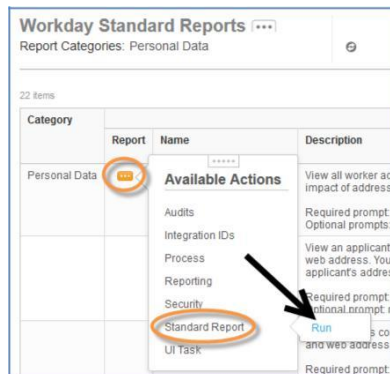 Workday Standard Reports
Report Categories: Personal Data
22 items
Category
Report Name Description
Personal Data
Available Actions
Audits
Integration IDs
Process
Reporting
Security
Standard Report
UI Task
Run
View all worker
impact of address
Required prompt:
Optional prompts:
View an applicant
web address. You
applicant's addre
Required prompt:
Optional prompt:
and web address
Required prompt: